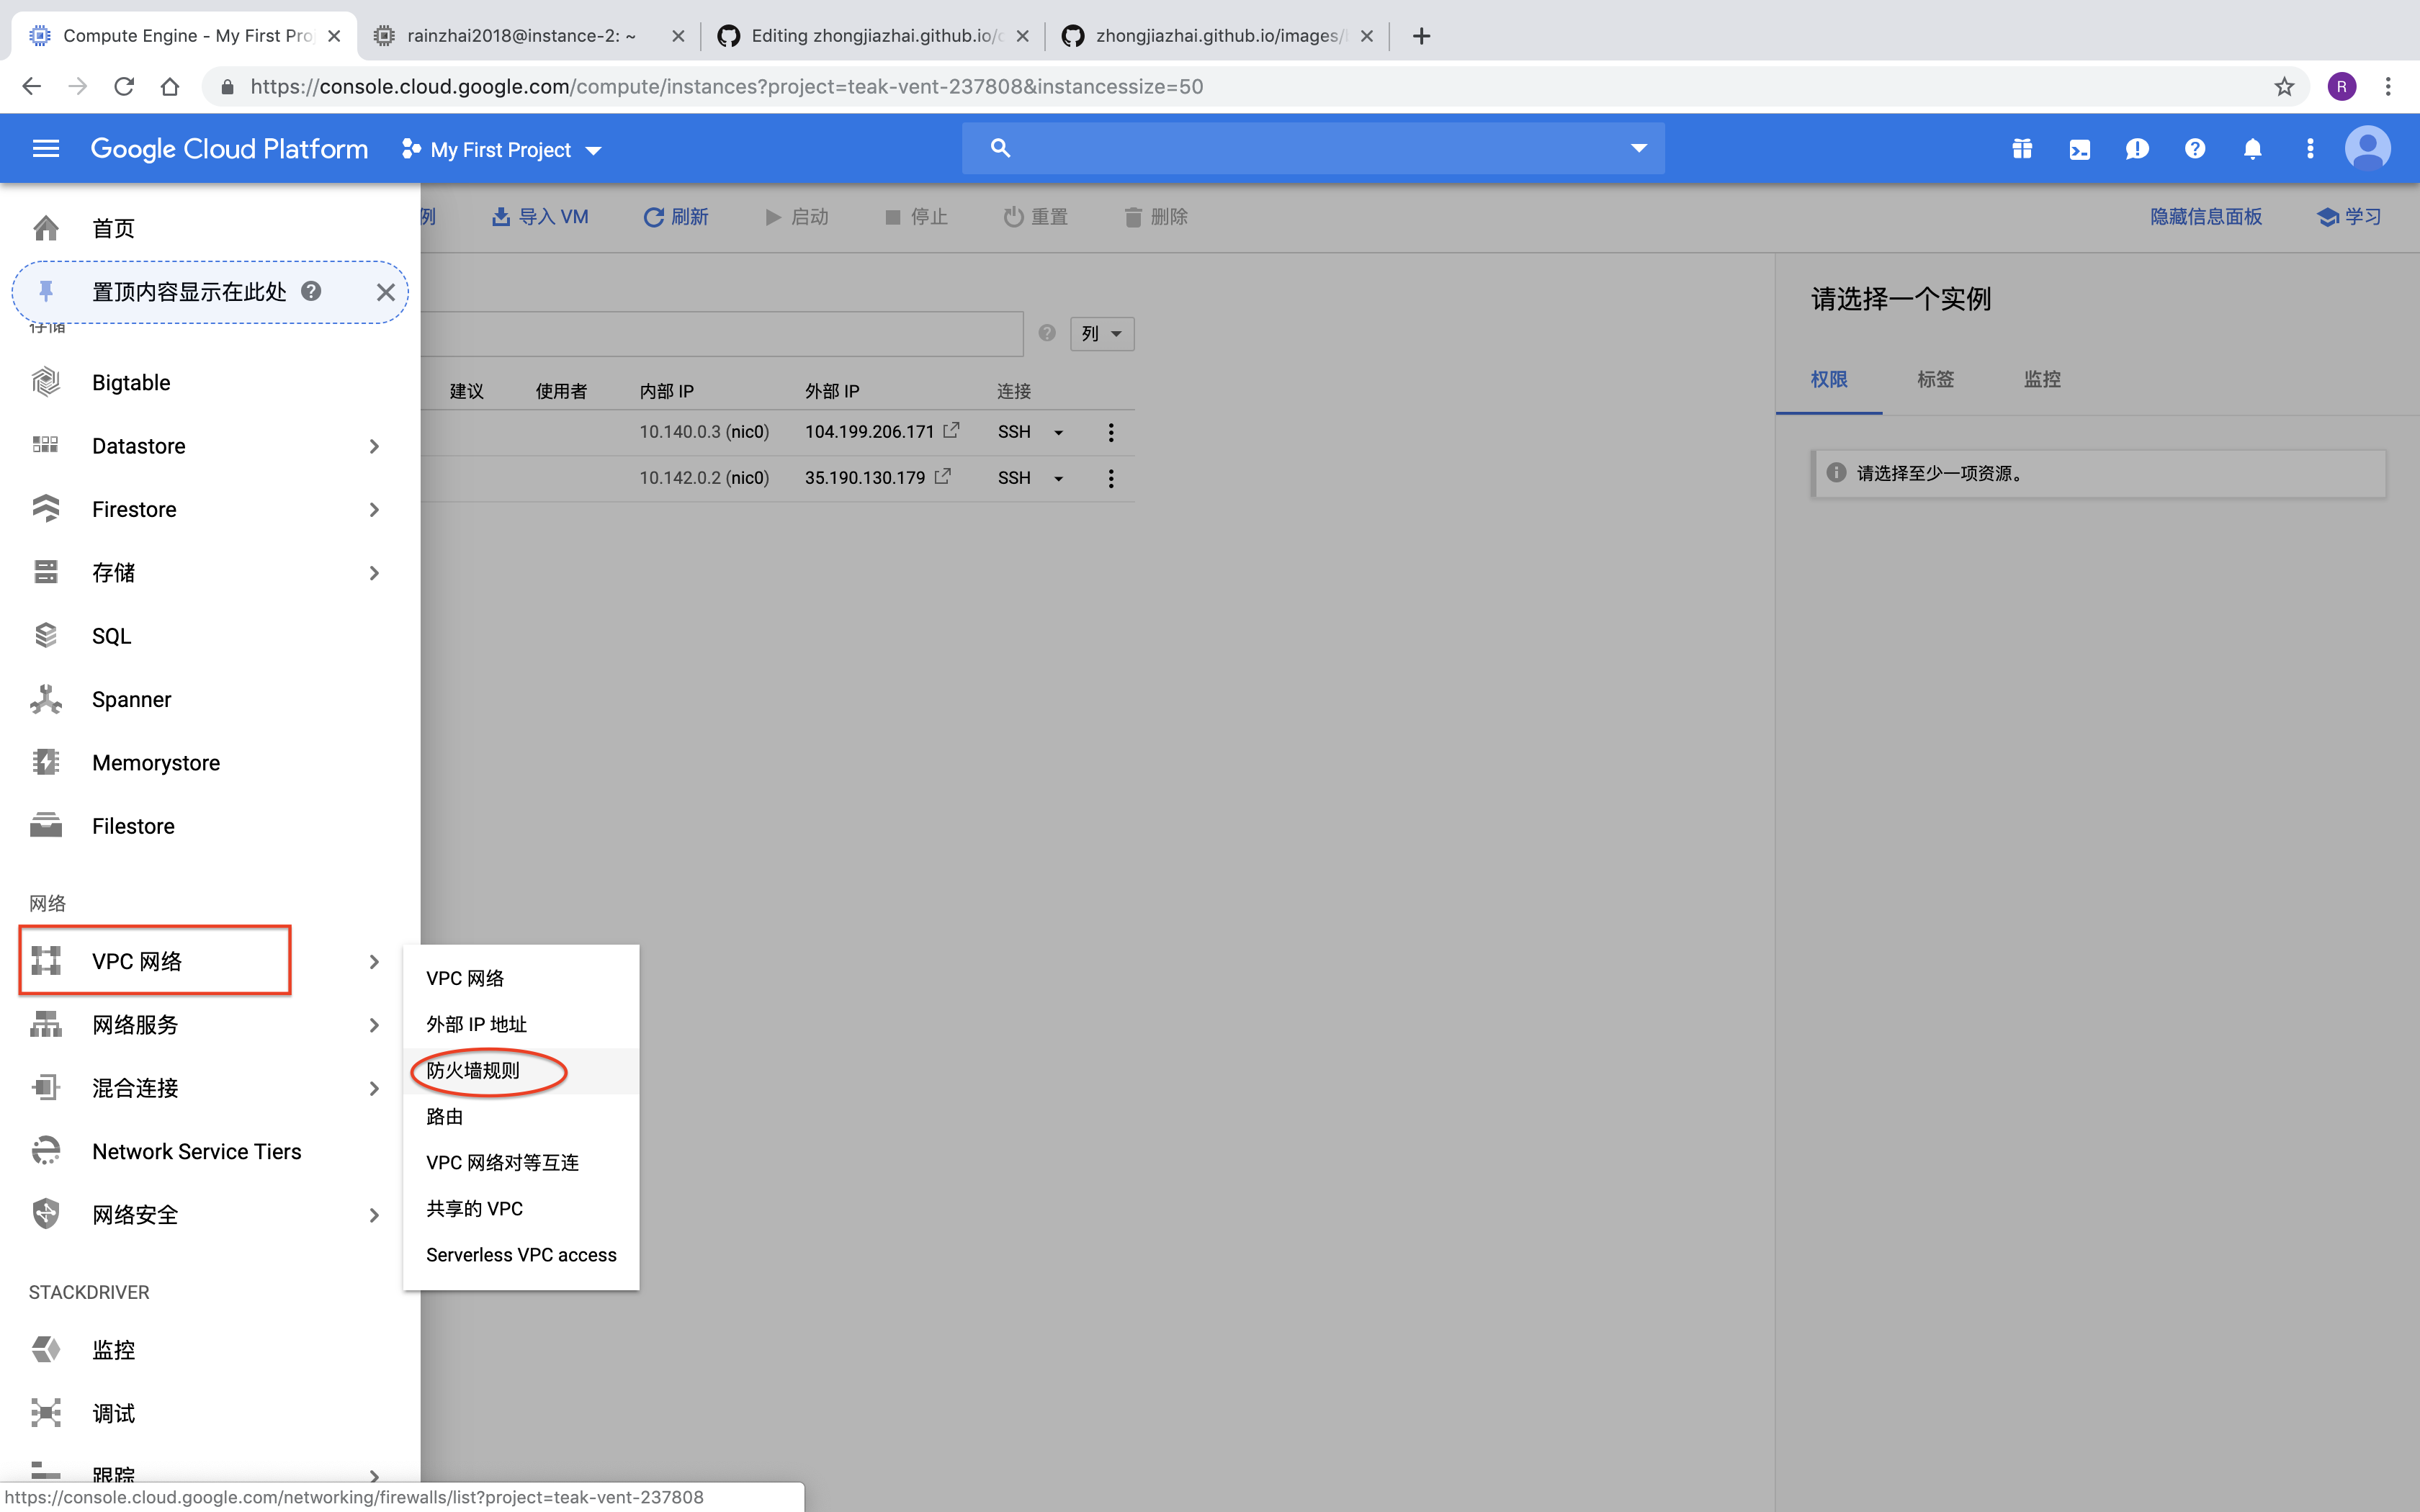 Compute Engine - My First Pro
rainzhai2018@instance-2: ~
Editing zhongjiazhai.github.io/
zhongjiazhai.github.io/images/
https://console.cloud.google.com/compute/instances?project=teak-vent-237808&instancessize=50
R
Google Cloud Platform
My First Project
首页
例
导入 VM
刷新
启动
停止
重置
删除
隐藏信息面板
学习
置顶内容显示在此处
存储
列
请选择一个实例
权限
标签
监控
请选择至少一项资源。
建议
使用者
内部 IP
外部 IP
连接
10.140.0.3 (nic0)
104.199.206.171
SSH
10.142.0.2 (nic0)
35.190.130.179
SSH
Bigtable
Datastore
Firestore
存储
SQL
Spanner
Memorystore
Filestore
网络
VPC 网络
网络服务
混合连接
Network Service Tiers
网络安全
VPC 网络
外部 IP 地址
防火墙规则
路由
VPC 网络对等互连
共享的 VPC
Serverless VPC access
STACKDRIVER
监控
调试
跟踪
https://console.cloud.google.com/networking/firewalls/list?project=teak-vent-237808